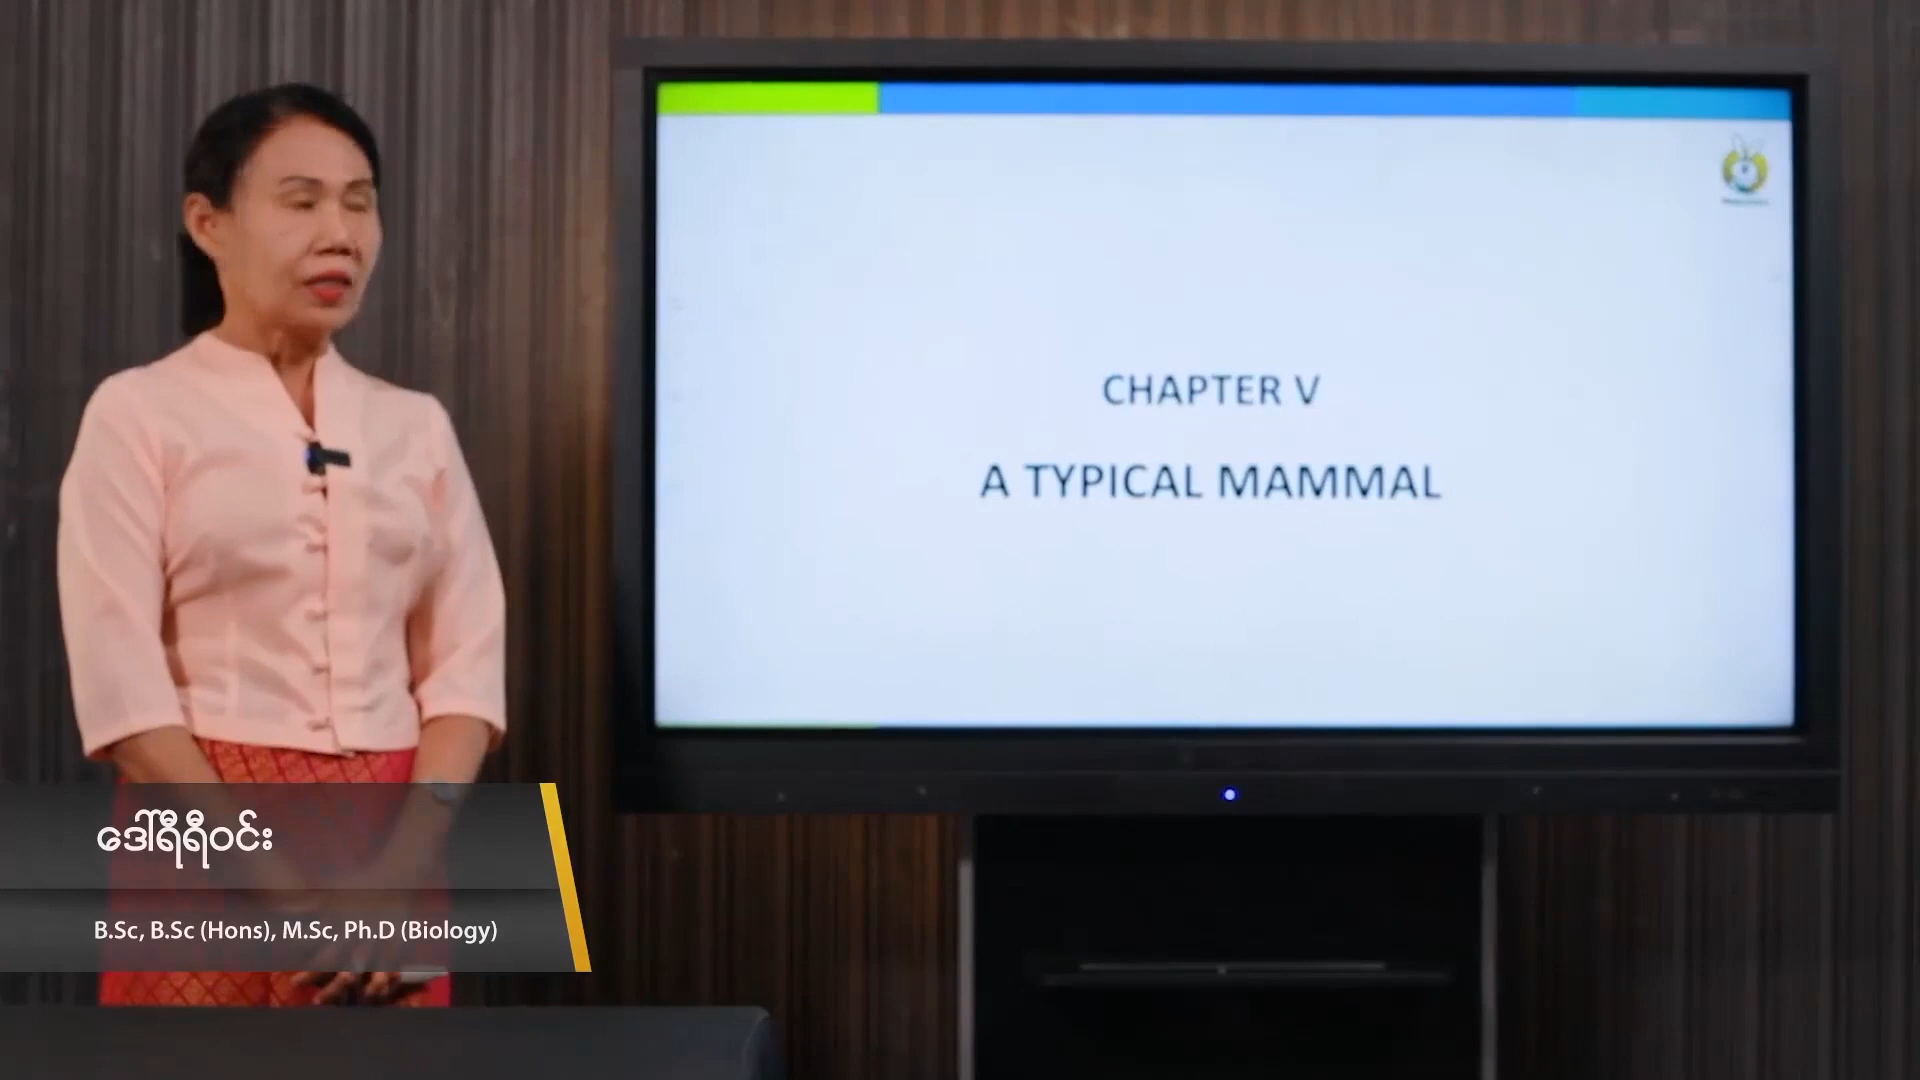 CHAPTER V
A TYPICAL MAMMAL
ဒေါ်ရီရီဝင်း
B.Sc, B.Sc (Hons), M.Sc, Ph.D (Biology)